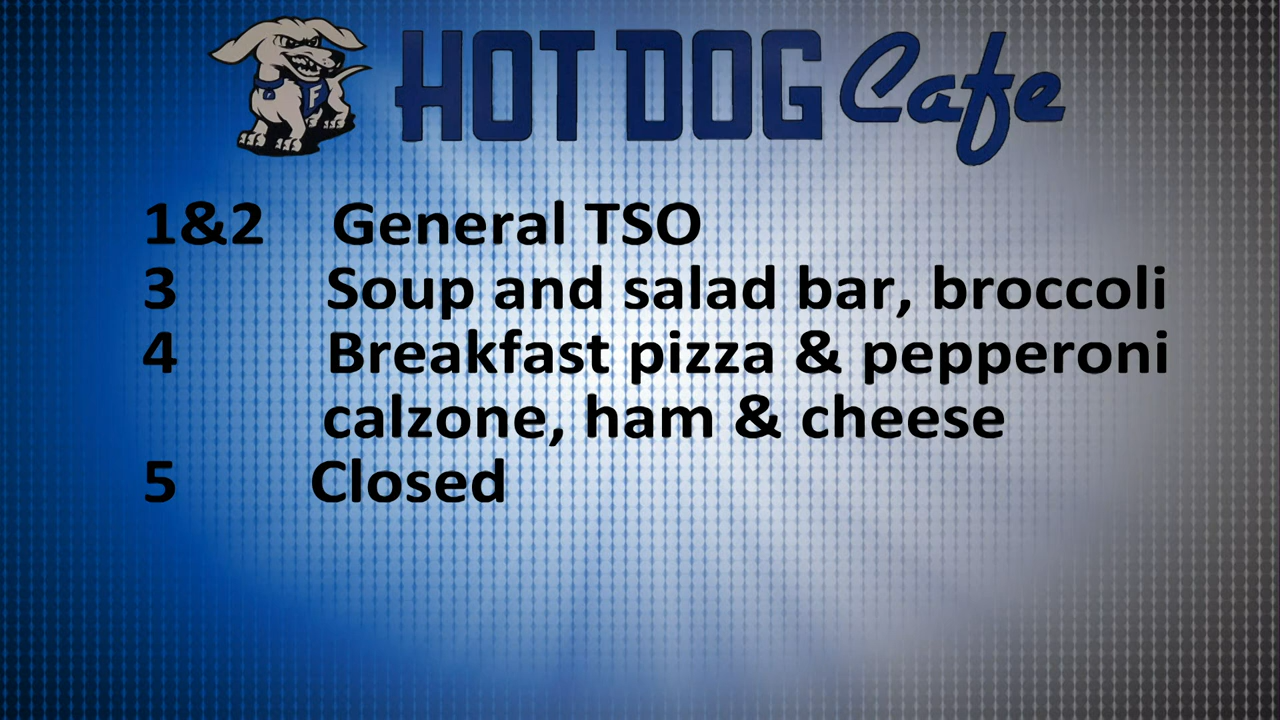 HOT DOG Cafe
F
1&2 General TSO
3 Soup and salad bar, broccoli
4 Breakfast pizza & pepperoni
calzone, ham & cheese
5 Closed